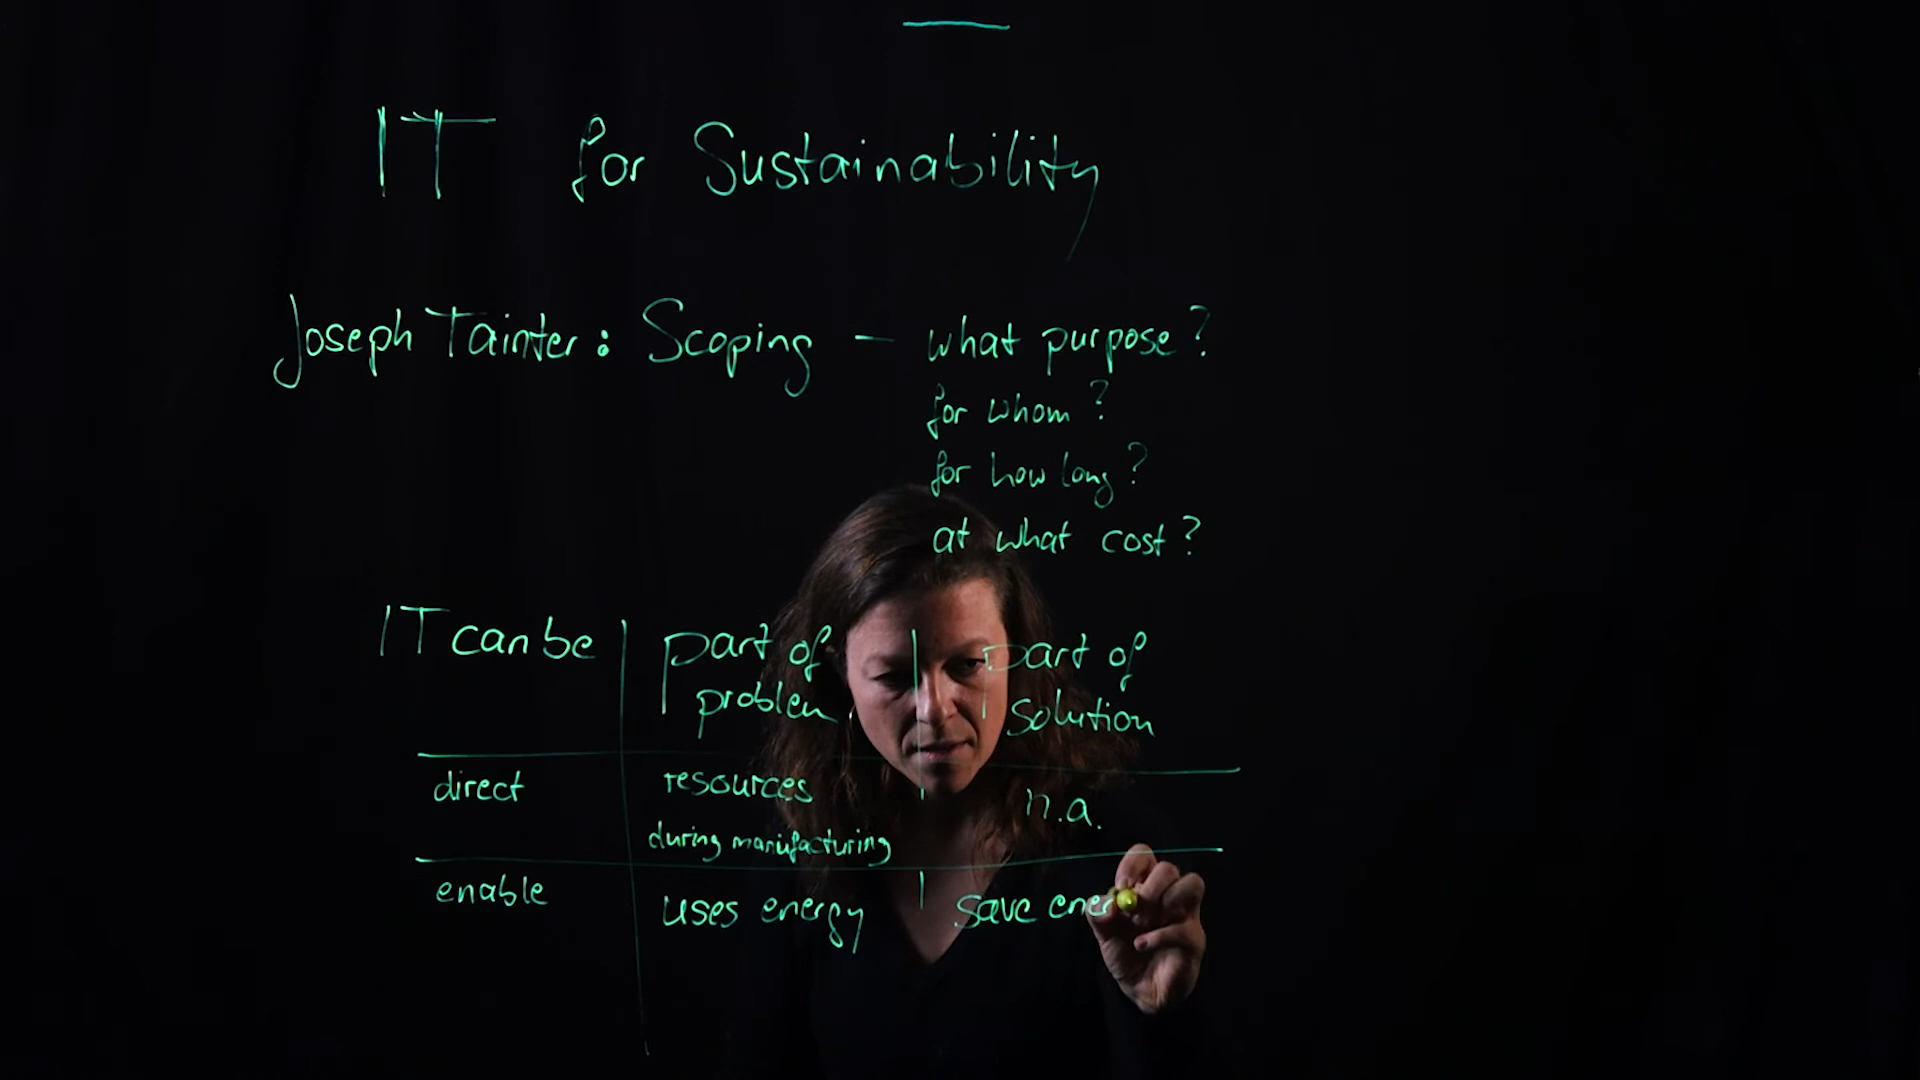 IT for Sustainability
Joseph Tainter: Scoping – what purpose?
for whom?
for how long?
at what cost?
IT can be
part of
problem
part of
solution
direct
resources
during manufacturing
n.a.
enable
uses energy
save ener